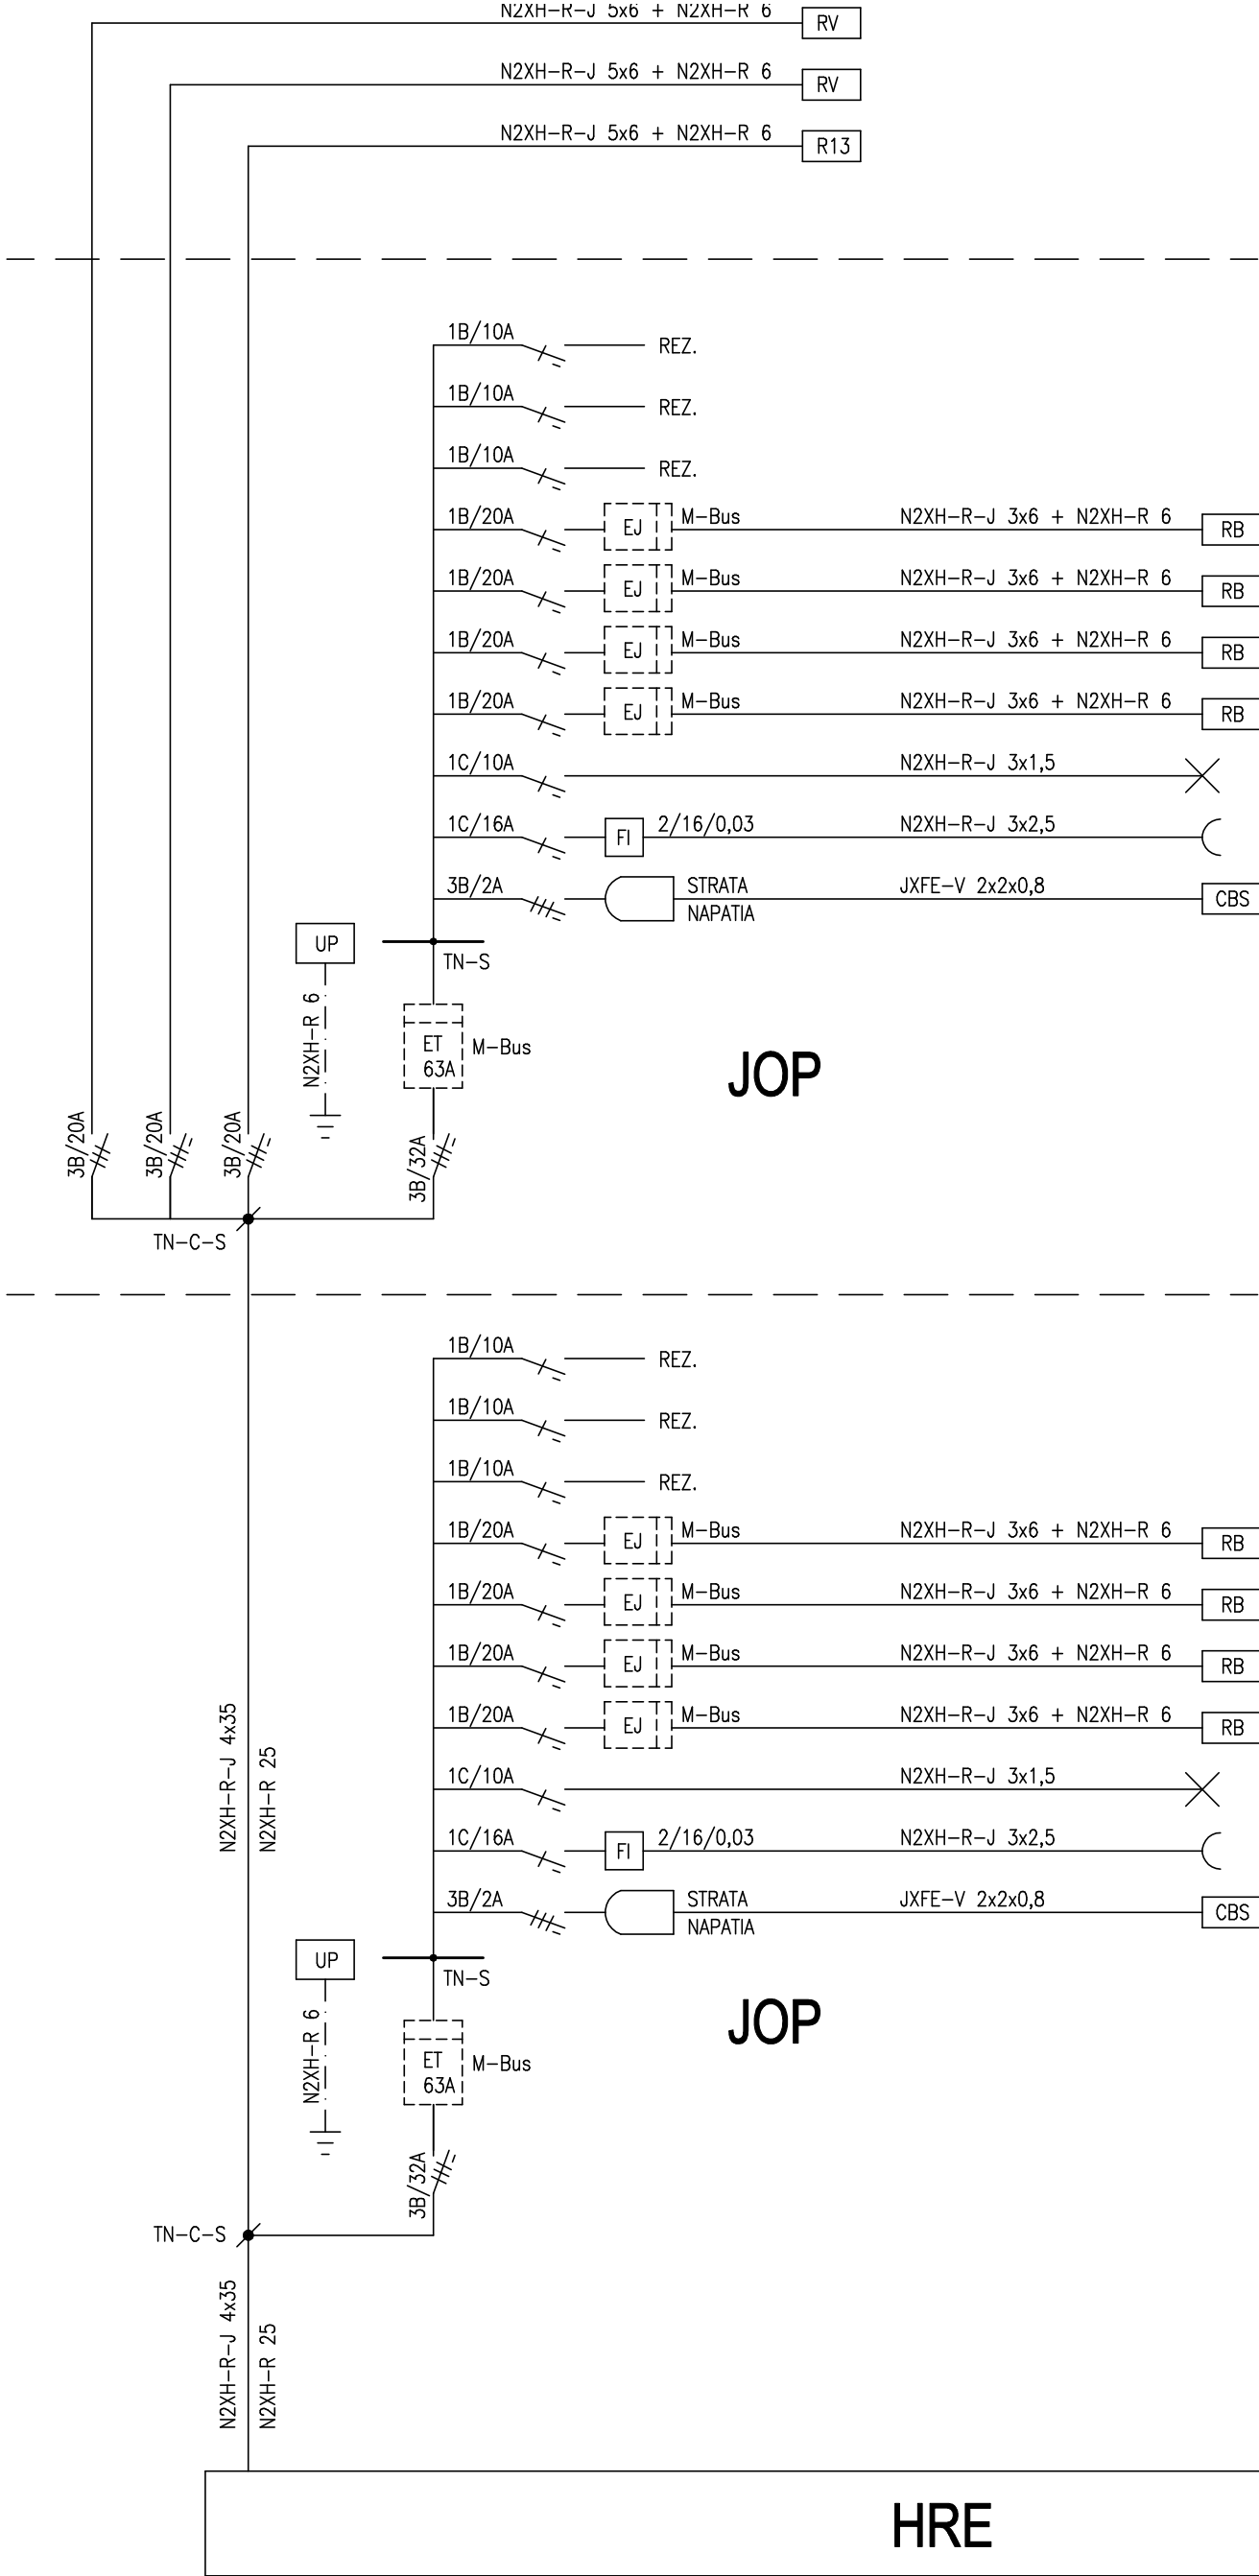 N2XH-R-J 5x6 + N2XH-R 6 RV
N2XH-R-J 5x6 + N2XH-R 6 RV
N2XH-R-J 5x6 + N2XH-R 6 R13
1B/10A REZ.
1B/10A REZ.
1B/10A REZ.
1B/20A EJ M-Bus N2XH-R-J 3x6 + N2XH-R 6 RB
1B/20A EJ M-Bus N2XH-R-J 3x6 + N2XH-R 6 RB
1B/20A EJ M-Bus N2XH-R-J 3x6 + N2XH-R 6 RB
1B/20A EJ M-Bus N2XH-R-J 3x6 + N2XH-R 6 RB
1C/10A N2XH-R-J 3x1,5
1C/16A FI 2/16/0,03 N2XH-R-J 3x2,5
3B/2A STRATA JXFE-V 2x2x0,8 CBS
NAPATIA
UP
TN-S
N2XH-R 6
ET M-Bus
63A
JOP
3B/20A
3B/20A
3B/20A
3B/32A
TN-C-S
1B/10A REZ.
1B/10A REZ.
1B/10A REZ.
1B/20A EJ M-Bus N2XH-R-J 3x6 + N2XH-R 6 RB
1B/20A EJ M-Bus N2XH-R-J 3x6 + N2XH-R 6 RB
1B/20A EJ M-Bus N2XH-R-J 3x6 + N2XH-R 6 RB
1B/20A EJ M-Bus N2XH-R-J 3x6 + N2XH-R 6 RB
N2XH-R-J 4x35
N2XH-R 25
1C/10A N2XH-R-J 3x1,5
1C/16A FI 2/16/0,03 N2XH-R-J 3x2,5
3B/2A STRATA JXFE-V 2x2x0,8 CBS
NAPATIA
UP
TN-S
N2XH-R 6
JOP
ET M-Bus
63A
3B/32A
TN-C-S
N2XH-R-J 4x35
N2XH-R 25
HRE